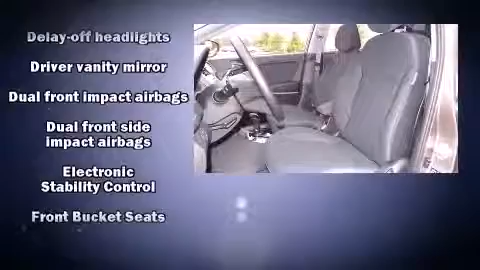 Delay-off headlights
Driver vanity mirror
Dual front impact airbags
Dual front side
impact airbags
Electronic
Stability Control
Front Bucket Seats